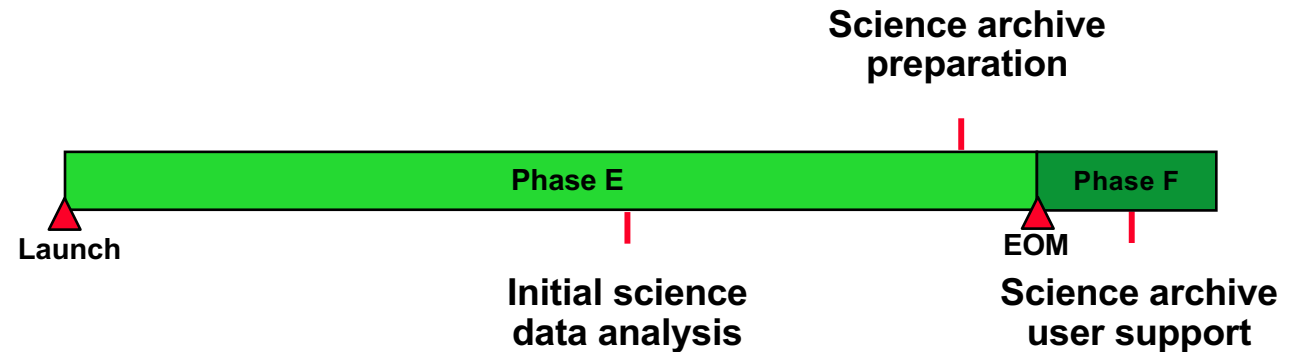 Science archive
preparation
Phase E
Phase F
Launch
EOM
Initial science
data analysis
Science archive
user support